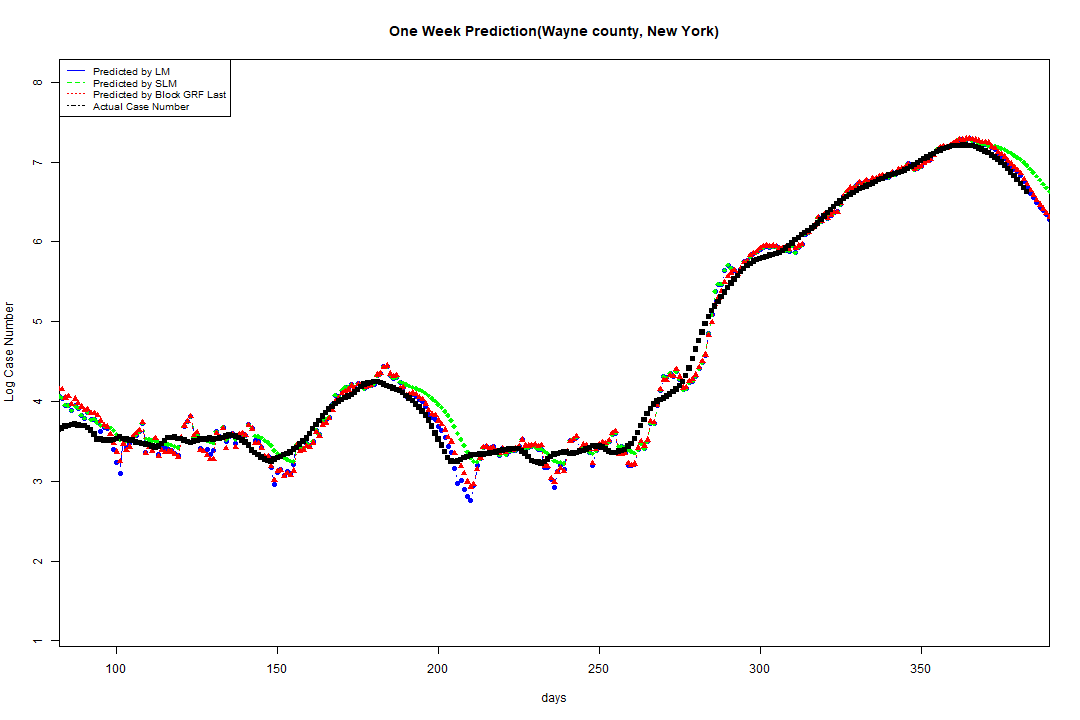 One Week Prediction(Wayne county, New York)
Predicted by LM
Predicted by SLM
Predicted by Block GRF Last
Actual Case Number
Log Case Number
8
7
6
5
4
3
2
1
100 150 200 250 300 350
days